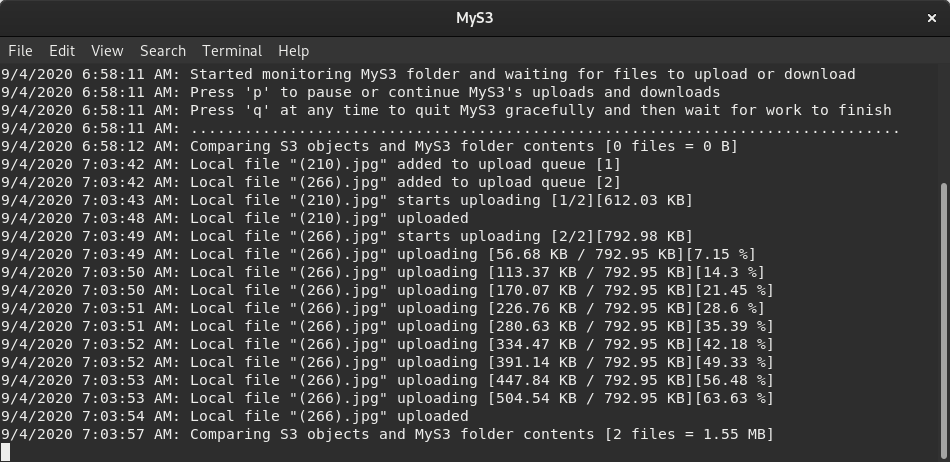 MyS3
×
File Edit View Search Terminal Help
9/4/2020 6:58:11 AM: Started monitoring MyS3 folder and waiting for files to upload or download
9/4/2020 6:58:11 AM: Press 'p' to pause or continue MyS3's uploads and downloads
9/4/2020 6:58:11 AM: Press 'q' at any time to quit MyS3 gracefully and then wait for work to finish
9/4/2020 6:58:11 AM: ...............................................................................
9/4/2020 6:58:12 AM: Comparing S3 objects and MyS3 folder contents [0 files = 0 B]
9/4/2020 7:03:42 AM: Local file "(210).jpg" added to upload queue [1]
9/4/2020 7:03:42 AM: Local file "(266).jpg" added to upload queue [2]
9/4/2020 7:03:43 AM: Local file "(210).jpg" starts uploading [1/2][612.03 KB]
9/4/2020 7:03:48 AM: Local file "(210).jpg" uploaded
9/4/2020 7:03:49 AM: Local file "(266).jpg" starts uploading [2/2][792.98 KB]
9/4/2020 7:03:49 AM: Local file "(266).jpg" uploading [56.68 KB / 792.95 KB][7.15 %]
9/4/2020 7:03:50 AM: Local file "(266).jpg" uploading [113.37 KB / 792.95 KB][14.3 %]
9/4/2020 7:03:50 AM: Local file "(266).jpg" uploading [170.07 KB / 792.95 KB][21.45 %]
9/4/2020 7:03:51 AM: Local file "(266).jpg" uploading [226.76 KB / 792.95 KB][28.6 %]
9/4/2020 7:03:51 AM: Local file "(266).jpg" uploading [280.63 KB / 792.95 KB][35.39 %]
9/4/2020 7:03:52 AM: Local file "(266).jpg" uploading [334.47 KB / 792.95 KB][42.18 %]
9/4/2020 7:03:52 AM: Local file "(266).jpg" uploading [391.14 KB / 792.95 KB][49.33 %]
9/4/2020 7:03:53 AM: Local file "(266).jpg" uploading [447.84 KB / 792.95 KB][56.48 %]
9/4/2020 7:03:53 AM: Local file "(266).jpg" uploading [504.54 KB / 792.95 KB][63.63 %]
9/4/2020 7:03:54 AM: Local file "(266).jpg" uploaded
9/4/2020 7:03:57 AM: Comparing S3 objects and MyS3 folder contents [2 files = 1.55 MB]